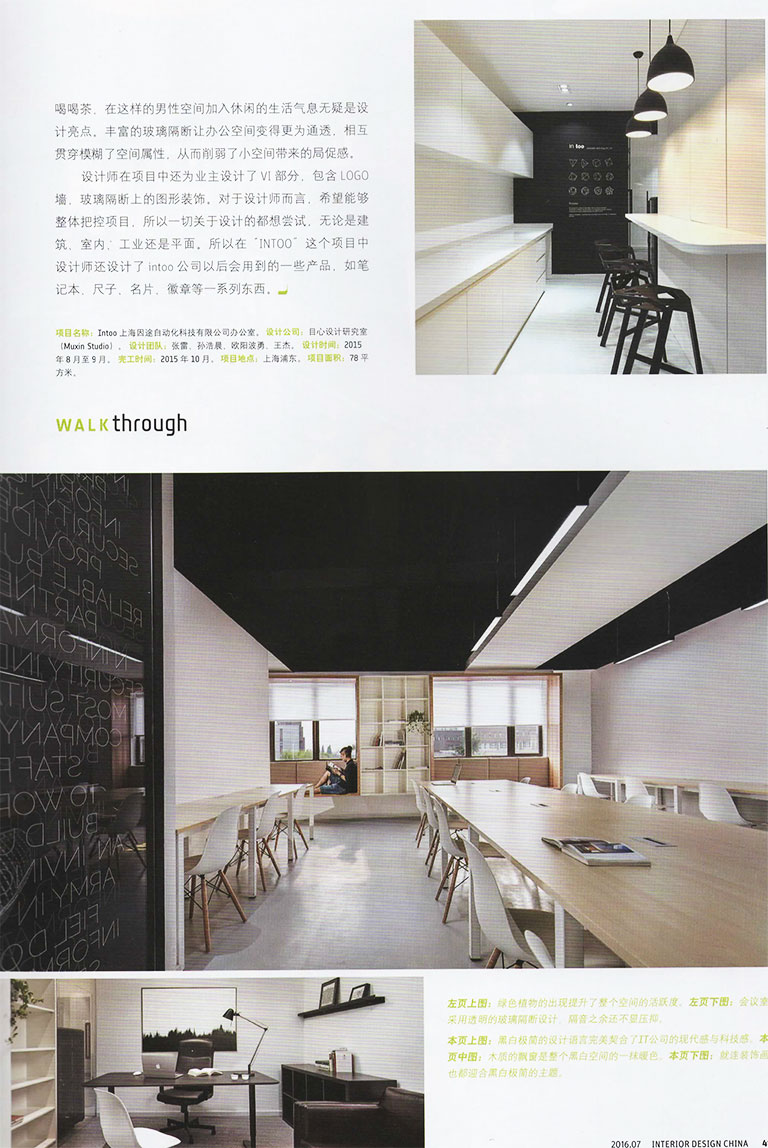 喝喝茶，在这样的男性空间加入休闲的生活气息无疑是设
计亮点。丰富的玻璃隔断让办公空间变得更为通透，相互
贯穿模糊了空间属性，从而削弱了小空间带来的局促感。
设计师在项目中还为业主设计了 VI 部分，包含 LOGO
墙，玻璃隔断上的图形装饰。对于设计师而言，希望能够
整体把控项目，所以一切关于设计的都想尝试，无论是建
筑、室内、工业还是平面。所以在“INTOO”这个项目中
设计师还设计了 intoo 公司以后会用到的一些产品，如笔
记本、尺子、名片、徽章等一系列东西。
项目名称：Intoo 上海因途自动化科技有限公司办公室。设计公司：目心设计研究室
（Muxin Studio）。设计团队：张雷、孙浩晨、欧阳波勇、王杰。设计时间：2015
年 8 月至 9 月。完工时间：2015 年 10 月。项目地点：上海浦东。项目面积：78 平
方米。
WALKthrough
in too
SECURITY
PROVID
RELIABLE BU
PARTN
INFORM
SECURITY IND
MOST SUIT
COMPANY
STAFF
TO WOR
BUILD
AN INVIN
ARMY IN
FIELD O
INFORM
左页上图：绿色植物的出现提升了整个空间的活跃度。左页下图：会议室
采用透明的玻璃隔断设计，隔音之余还不显压抑。
本页上图：黑白极简的设计语言完美契合了IT公司的现代感与科技感。本
页中图：木质的飘窗是整个黑白空间的一抹暖色。本页下图：就连装饰画
也都迎合黑白极简的主题。
2016.07 INTERIOR DESIGN CHINA 4